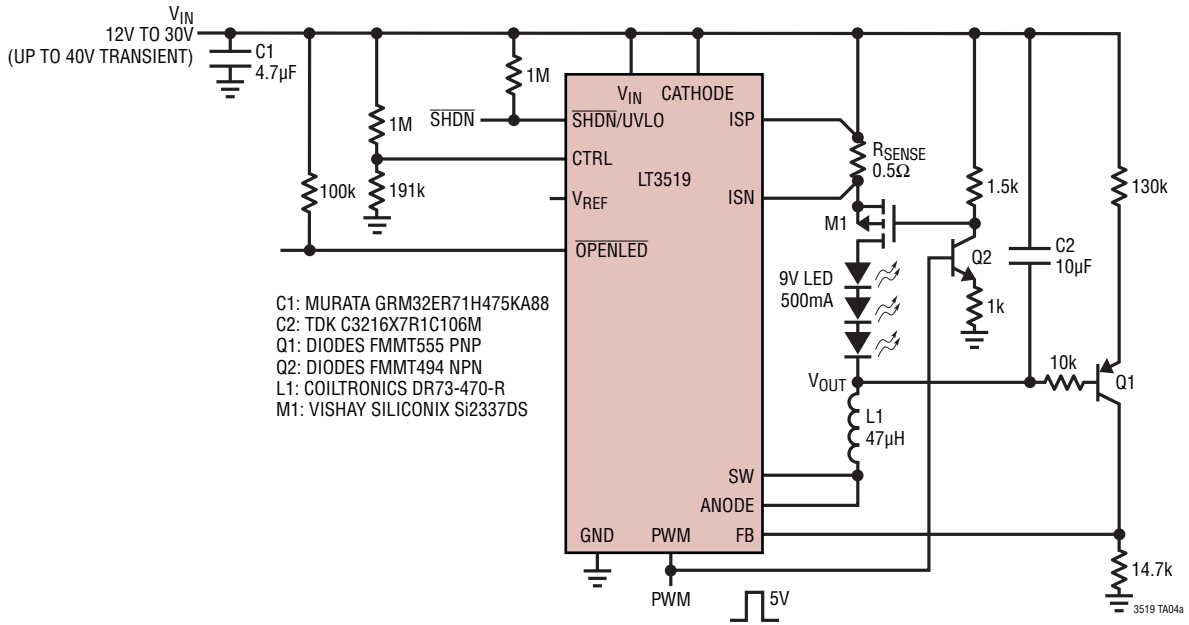 VIN
12V TO 30V
(UP TO 40V TRANSIENT)
C1
4.7µF
1M
1M
SHDN
191k
100k
VIN
CATHODE
SHDN/UVLO
ISP
CTRL
LT3519
VREF
ISN
OPENLED
SW
ANODE
GND
PWM
FB
RSENSE
0.5Ω
M1
1.5k
Q2
1k
9V LED
500mA
C2
10µF
130k
VOUT
10k
Q1
L1
47µH
14.7k
PWM
5V
C1: MURATA GRM32ER71H475KA88
C2: TDK C3216X7R1C106M
Q1: DIODES FMMT555 PNP
Q2: DIODES FMMT494 NPN
L1: COILTRONICS DR73-470-R
M1: VISHAY SILICONIX Si2337DS
3519 TA04a